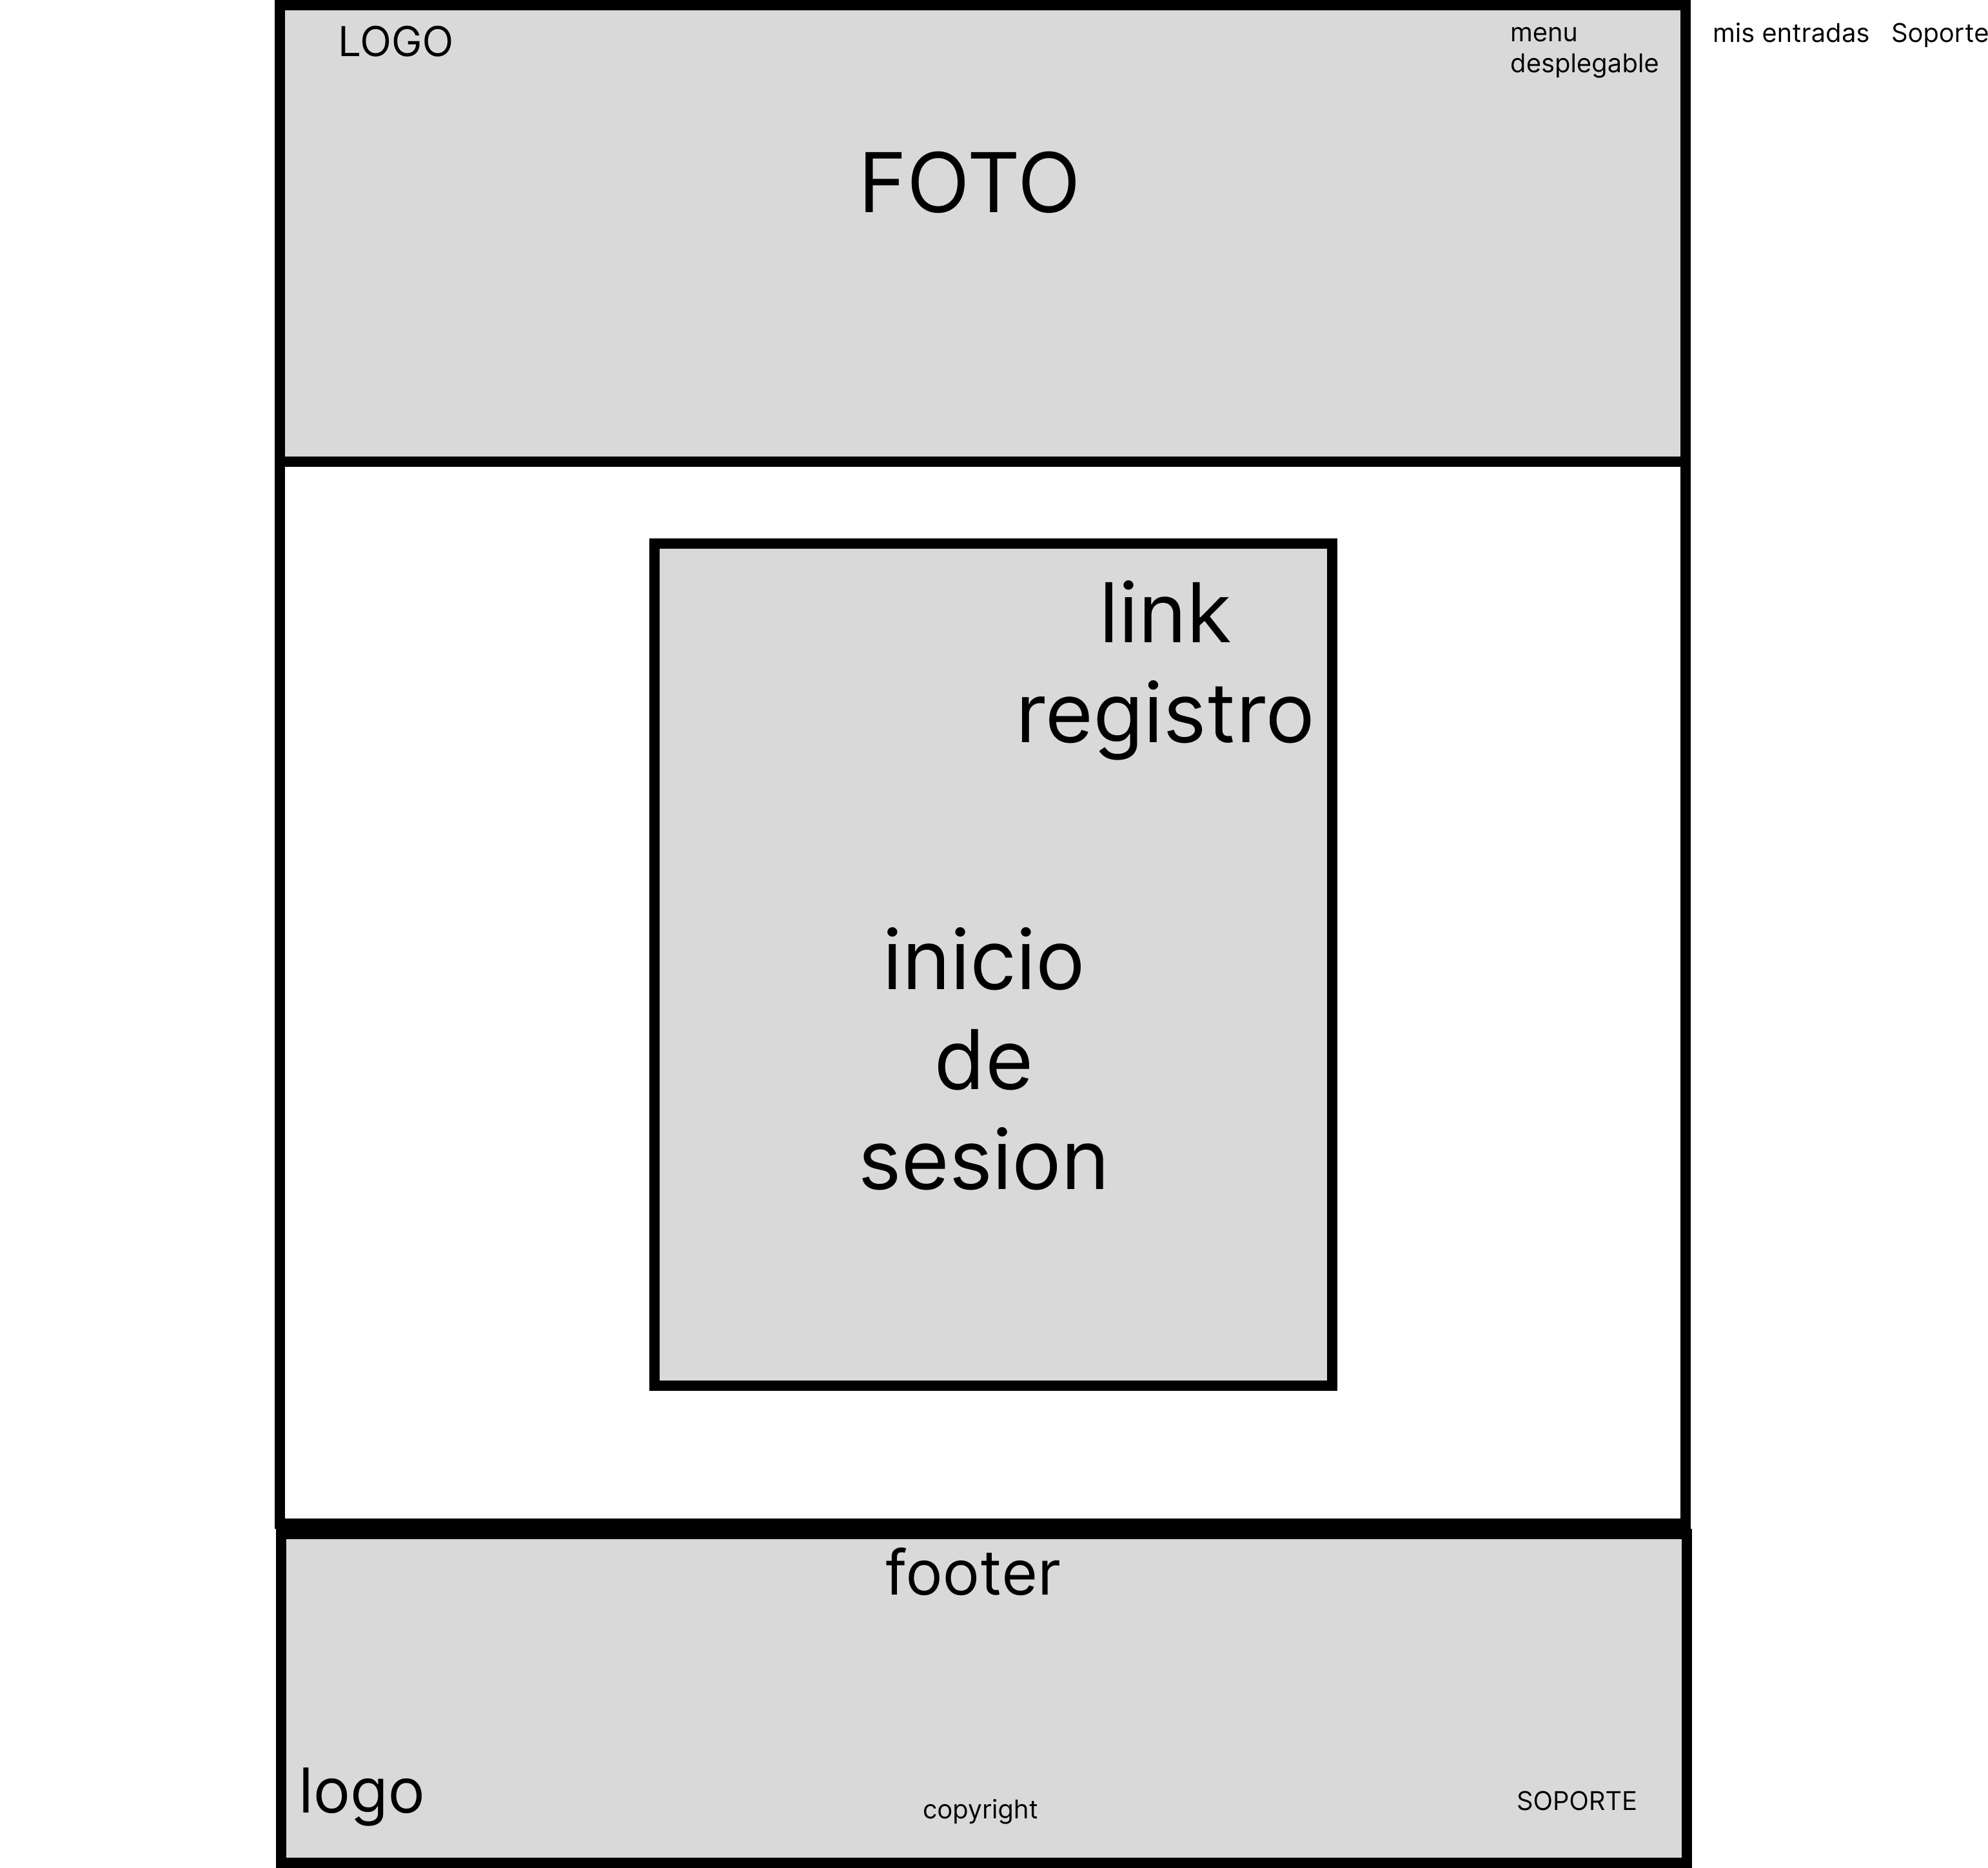 LOGO
menu
desplegable
mis entradas
Soporte
FOTO
link
registro
inicio
de
sesion
footer
logo
copyright
SOPORTE